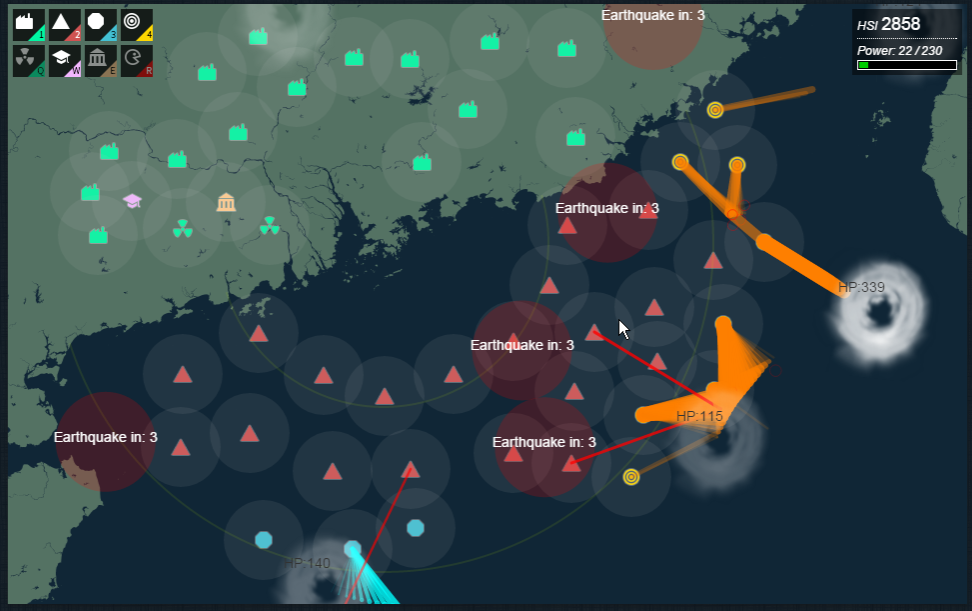 1
2
3
4
Q
W
E
R
Earthquake in: 3
HSI 2858
Power: 22 / 230
Earthquake in: 3
HP:339
Earthquake in: 3
HP:115
Earthquake in: 3
Earthquake in: 3
HP:140